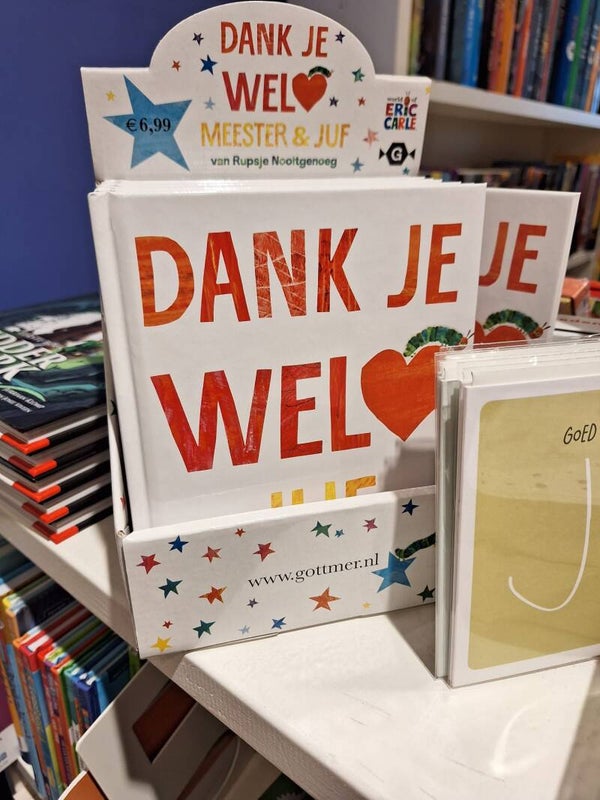 DANK JE
WEL
€6,99
MEESTER & JUF
van Rupsje Nooitgenoeg
world of
ERIC
CARLE
G
DANK JE
WEL
JUF
JE
www.gottmer.nl
GOED
J